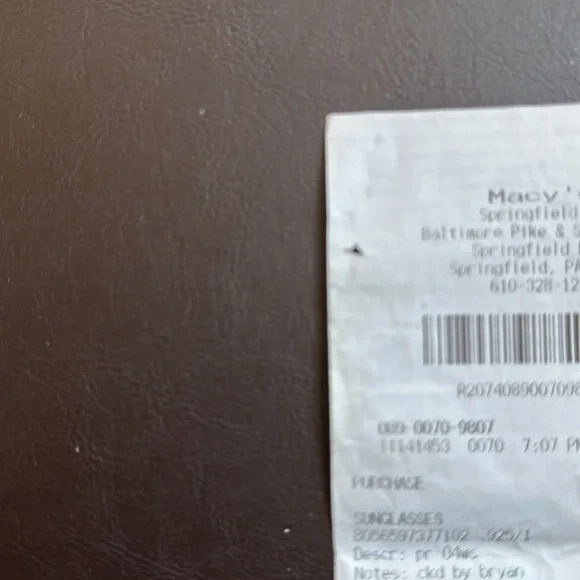 Macy's
Springfield
Baltimore Pike & S
Springfield
Springfield, PA
610-328-12
R2074089007098
089-0070-9807
11141453 0070 7:07 PM
PURCHASE
SUNGLASSES
8056597377102 925/1
Descr: pr 04ws
Notes: ckd by bryan